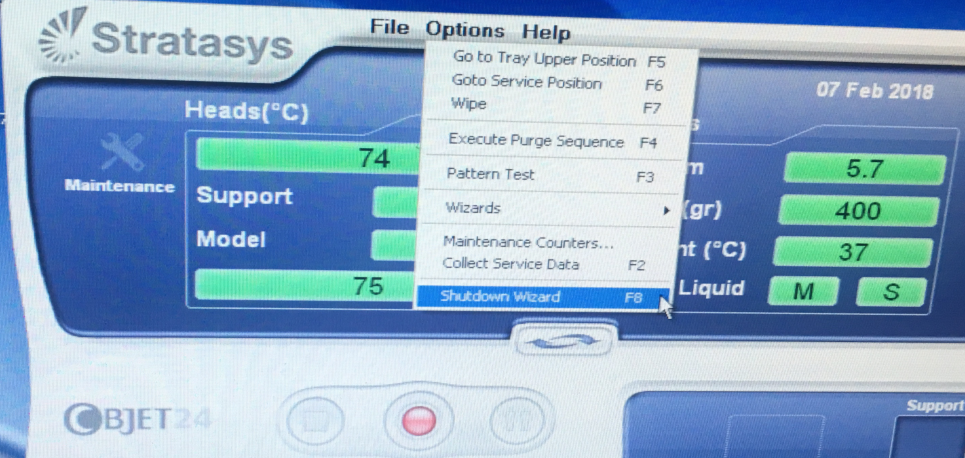 Stratasys
File Options Help
Go to Tray Upper Position F5
Goto Service Position F6
Wipe F7
Execute Purge Sequence F4
Pattern Test F3
Wizards
Maintenance Counters...
Collect Service Data F2
Shutdown Wizard F8
07 Feb 2018
Heads(°C)
74
Maintenance
Support
Model
75
5.7
(gr) 400
(°C) 37
Liquid M S
OBJET24
Support